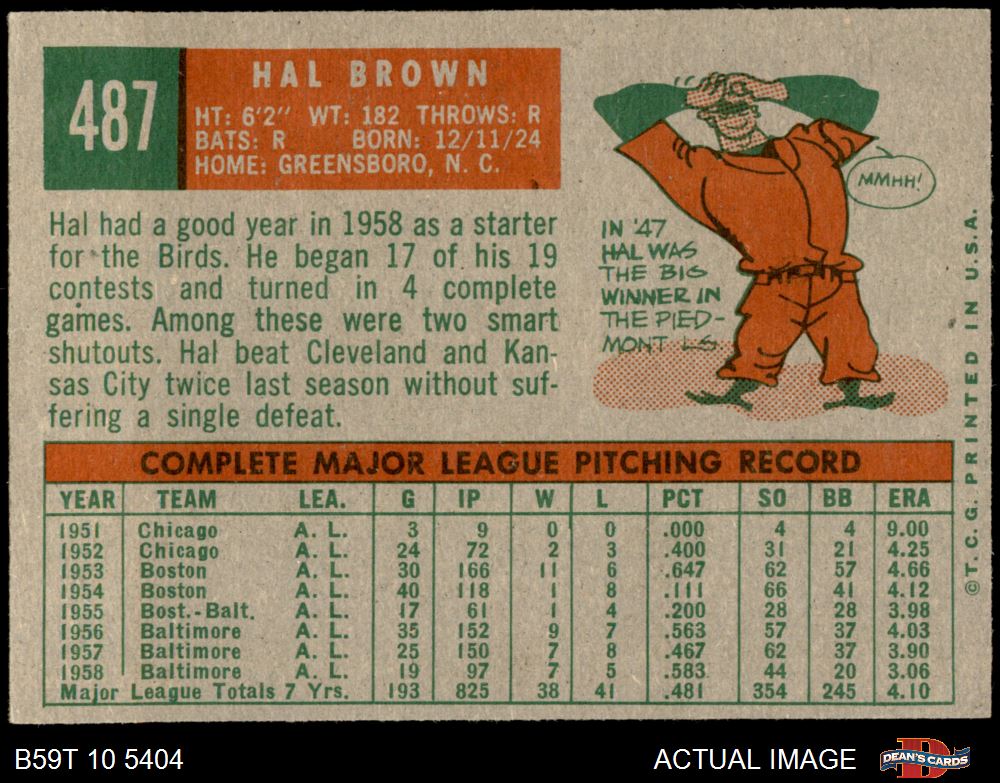 487
HAL BROWN
HT: 6'2" WT: 182 THROWS: R
BATS: R BORN: 12/11/24
HOME: GREENSBORO, N. C.
Hal had a good year in 1958 as a starter
for the Birds. He began 17 of his 19
contests and turned in 4 complete
games. Among these were two smart
shutouts. Hal beat Cleveland and Kan-
sas City twice last season without suf-
fering a single defeat.
IN '47
HAL WAS
THE BIG
WINNER IN
THE PIED-
MONT LG
MMHH!
COMPLETE MAJOR LEAGUE PITCHING RECORD
YEAR TEAM LEA. G IP W L PCT SO BB ERA
1951 Chicago A. L. 3 9 0 0 .000 4 4 9.00
1952 Chicago A. L. 24 72 2 3 .400 31 21 4.25
1953 Boston A. L. 30 166 11 6 .647 62 57 4.66
1954 Boston A. L. 40 118 1 8 .111 66 41 4.12
1955 Bost.-Balt. A. L. 17 61 1 4 .200 28 28 3.98
1956 Baltimore A. L. 35 152 9 7 .563 57 37 4.03
1957 Baltimore A. L. 25 150 7 8 .467 62 37 3.90
1958 Baltimore A. L. 19 97 7 5 .583 44 20 3.06
Major League Totals 7 Yrs. 193 825 38 41 .481 354 245 4.10
©T. C. G. PRINTED IN U.S.A.
B59T 10 5404
ACTUAL IMAGE
D
DEAN'S CARDS